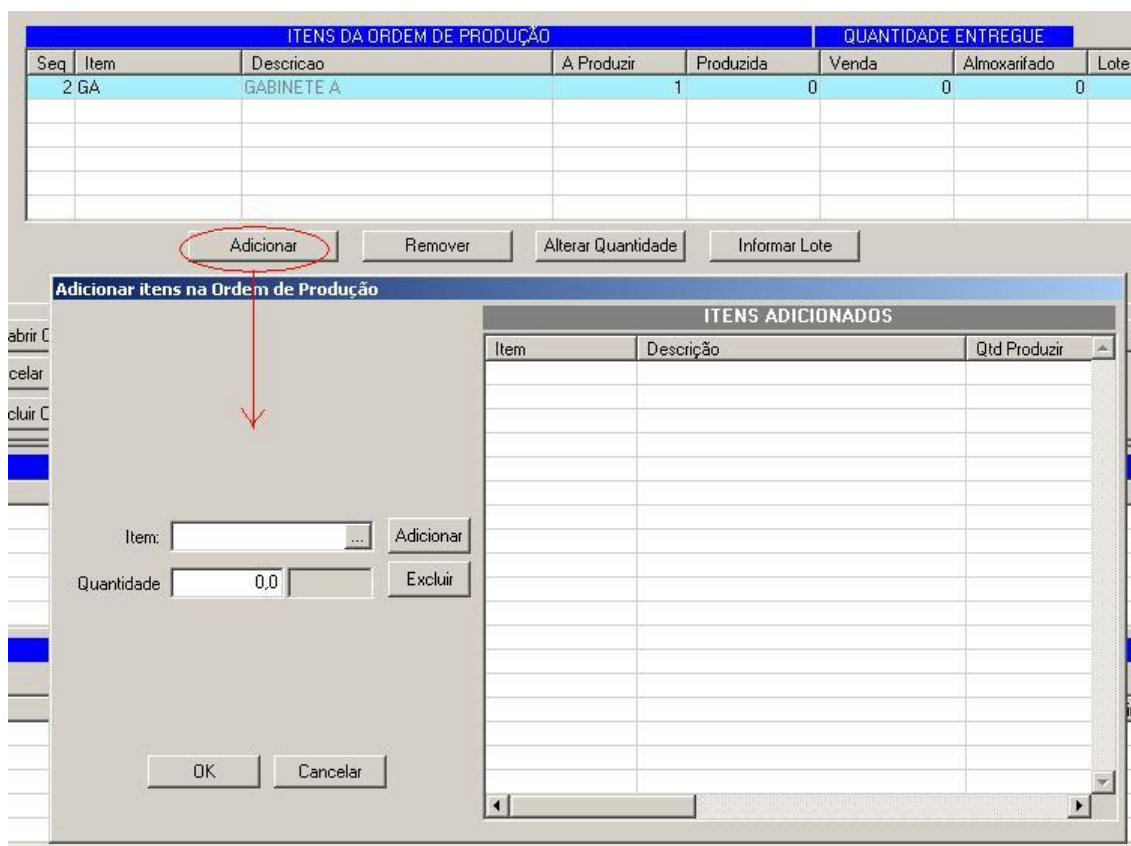 ITENS DA ORDEM DE PRODUÇÃO QUANTIDADE ENTREGUE
Seq Item Descricao A Produzir Produzida Venda Almoxarifado Lote
2 GA GABINETE A 1 0 0 0
Adicionar Remover Alterar Quantidade Informar Lote
Adicionar itens na Ordem de Produção
ITENS ADICIONADOS
Item Descrição Qtd Produzir
abrir
celar
cluir
Item: ... Adicionar
Quantidade 0,0 Excluir
OK Cancelar